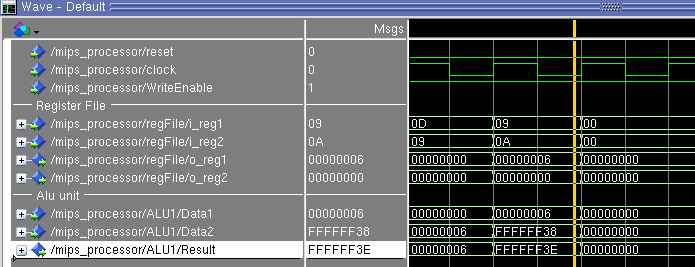 Wave - Default
Msgs
/mips_processor/reset 0
/mips_processor/clock 0
/mips_processor/WriteEnable 1
Register File
/mips_processor/regFile/i_reg1 09 0D 09 00
/mips_processor/regFile/i_reg2 0A 09 0A 00
/mips_processor/regFile/o_reg1 00000006 00000000 00000006 00000000
/mips_processor/regFile/o_reg2 00000000 00000000 00000000 00000000
Alu unit
/mips_processor/ALU1/Data1 00000006 00000000 00000006 00000000
/mips_processor/ALU1/Data2 FFFFFF38 00000006 FFFFFF38 00000000
/mips_processor/ALU1/Result FFFFFF3E 00000006 FFFFFF3E 00000000